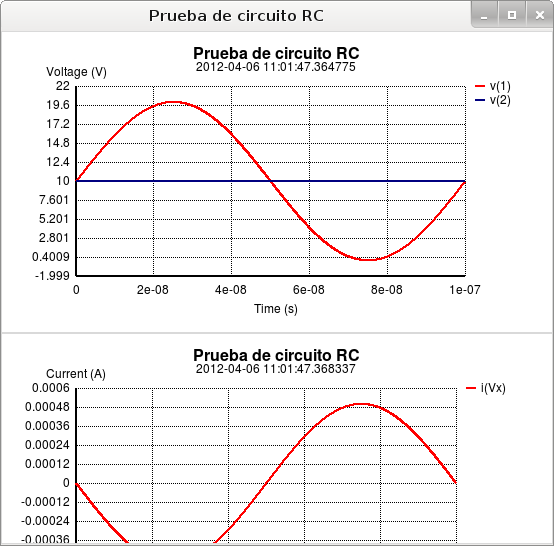 Prueba de circuito RC
Prueba de circuito RC
2012-04-06 11:01:47.364775
Voltage (V)
22
19.6
17.2
14.8
12.4
10
7.601
5.201
2.801
0.4009
-1.999
0 2e-08 4e-08 6e-08 8e-08 1e-07
Time (s)
v(1)
v(2)
Prueba de circuito RC
2012-04-06 11:01:47.368337
Current (A)
0.0006
0.00048
0.00036
0.00024
0.00012
0
-0.00012
-0.00024
-0.00036
i(Vx)